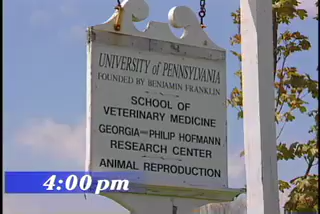 UNIVERSITY of PENNSYLVANIA
FOUNDED BY BENJAMIN FRANKLIN
SCHOOL OF
VETERINARY MEDICINE
GEORGIA AND PHILIP HOFMANN
RESEARCH CENTER
ANIMAL REPRODUCTION
4:00 pm